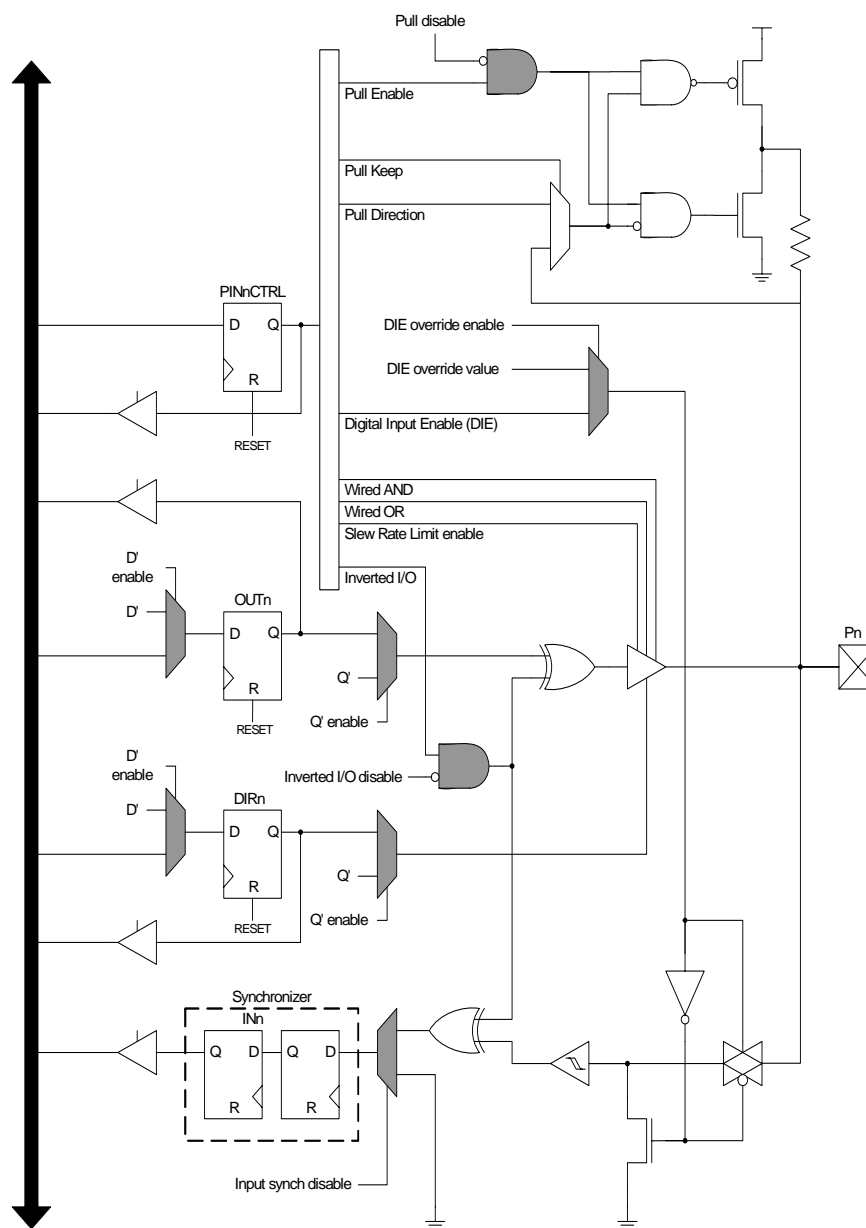 Pull disable
Pull Enable
Pull Keep
Pull Direction
PINnCTRL
D Q
R
RESET
DIE override enable
DIE override value
Digital Input Enable (DIE)
Wired AND
Wired OR
Slew Rate Limit enable
Inverted I/O
D'
enable
D'
OUTn
D Q
R
RESET
Q'
Q' enable
Pn
Inverted I/O disable
D'
enable
D'
DIRn
D Q
R
RESET
Q'
Q' enable
Synchronizer
INn
Q D Q D
R R
Input synch disable